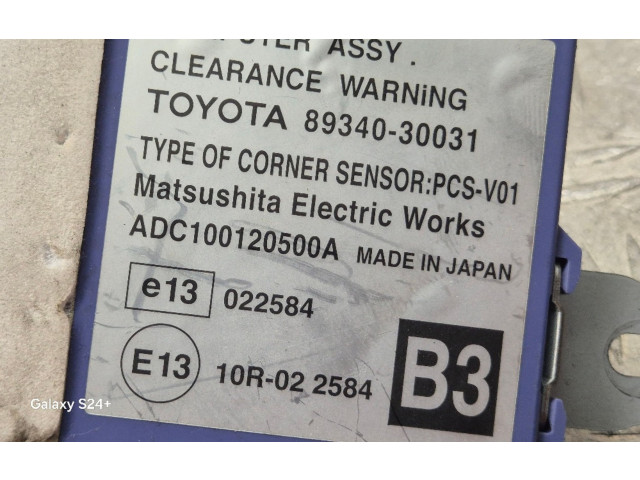 ASSY.
CLEARANCE WARNiNG
TOYOTA 89340-30031
TYPE OF CORNER SENSOR:PCS-V01
Matsushita Electric Works
ADC100120500A MADE IN JAPAN
e13 022584
E13 10R-02 2584
B3
Galaxy S24+